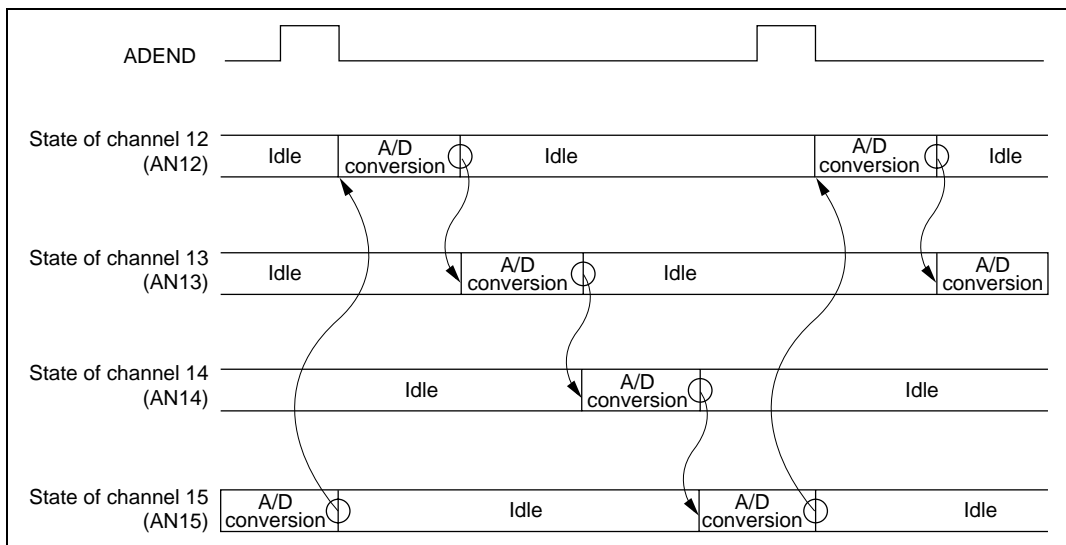 ADEND
State of channel 12
(AN12)
Idle
A/D
conversion
Idle
A/D
conversion
Idle
State of channel 13
(AN13)
Idle
A/D
conversion
Idle
A/D
conversion
State of channel 14
(AN14)
Idle
A/D
conversion
Idle
State of channel 15
(AN15)
A/D
conversion
Idle
A/D
conversion
Idle